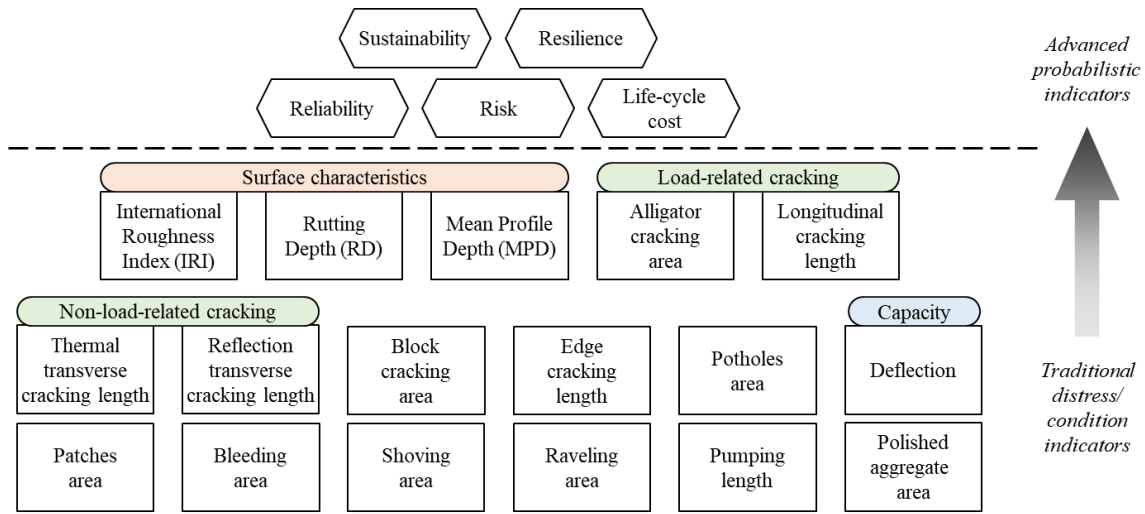 Sustainability
Resilience
Reliability
Risk
Life-cycle
cost
Advanced
probabilistic
indicators
Surface characteristics
Load-related cracking
International
Roughness
Index (IRI)
Rutting
Depth (RD)
Mean Profile
Depth (MPD)
Alligator
cracking
area
Longitudinal
cracking
length
Non-load-related cracking
Capacity
Thermal
transverse
cracking length
Reflection
transverse
cracking length
Block
cracking
area
Edge
cracking
length
Potholes
area
Deflection
Traditional
distress/
condition
indicators
Patches
area
Bleeding
area
Shoving
area
Raveling
area
Pumping
length
Polished
aggregate
area